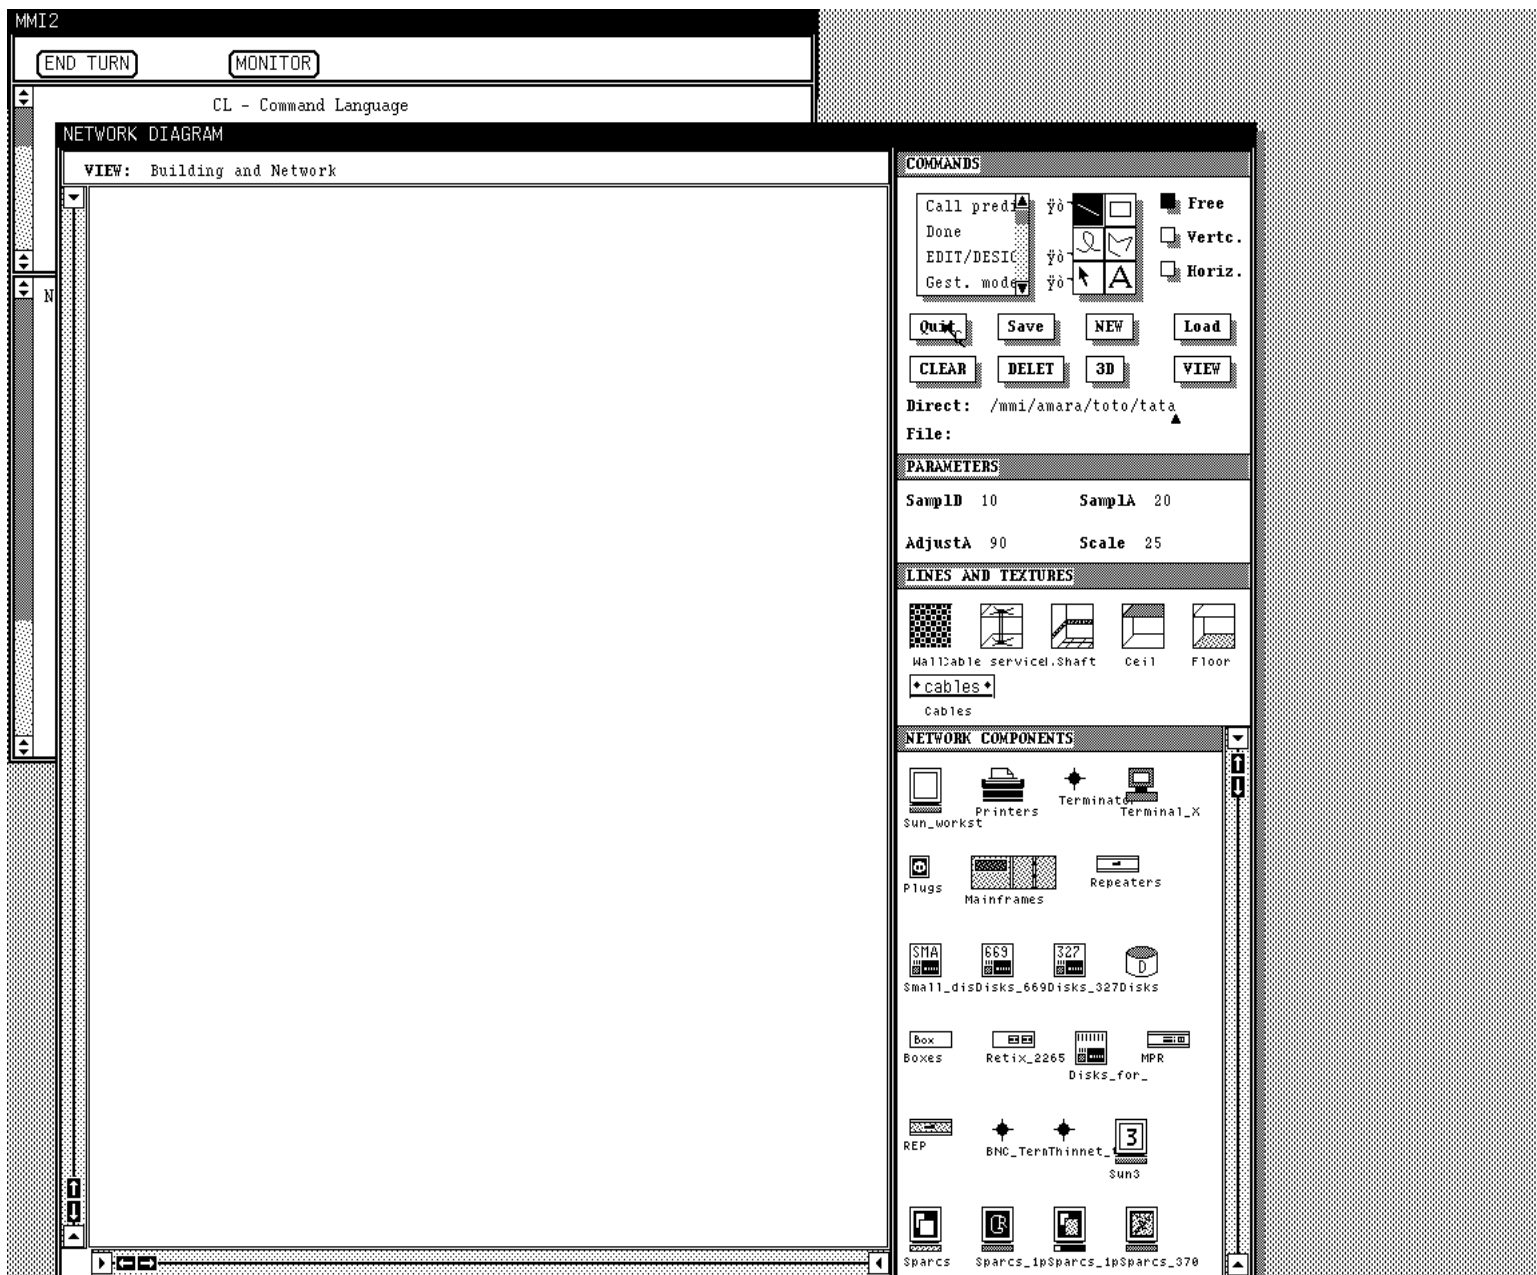 MMI2
END TURN MONITOR
CL - Command Language
NETWORK DIAGRAM
VIEW: Building and Network
N
COMMANDS
Call predi
Done
EDIT/DESIG
Gest. mode
ÿò
ÿò
ÿò
A
Free
Vertc.
Horiz.
Quit Save NEW Load
CLEAR DELET 3D VIEW
Direct: /mmi/amara/toto/tata
File:
PARAMETERS
SamplD 10 SamplA 20
AdjustA 90 Scale 25
LINES AND TEXTURES
Wall able service .Shaft Ceil Floor
cables
Cables
NETWORK COMPONENTS
Sun_workst Printers Terminator Terminal_X
Plugs Mainframes Repeaters
SMA 669 327 D
Small_dis Disks_669 Disks_327 Disks
Box
Boxes Retix_2265 Disks_for_ MPR
3
REP BNC_Term Thinnet_ Sun3
Sparcs Sparcs_1p Sparcs_1p Sparcs_370